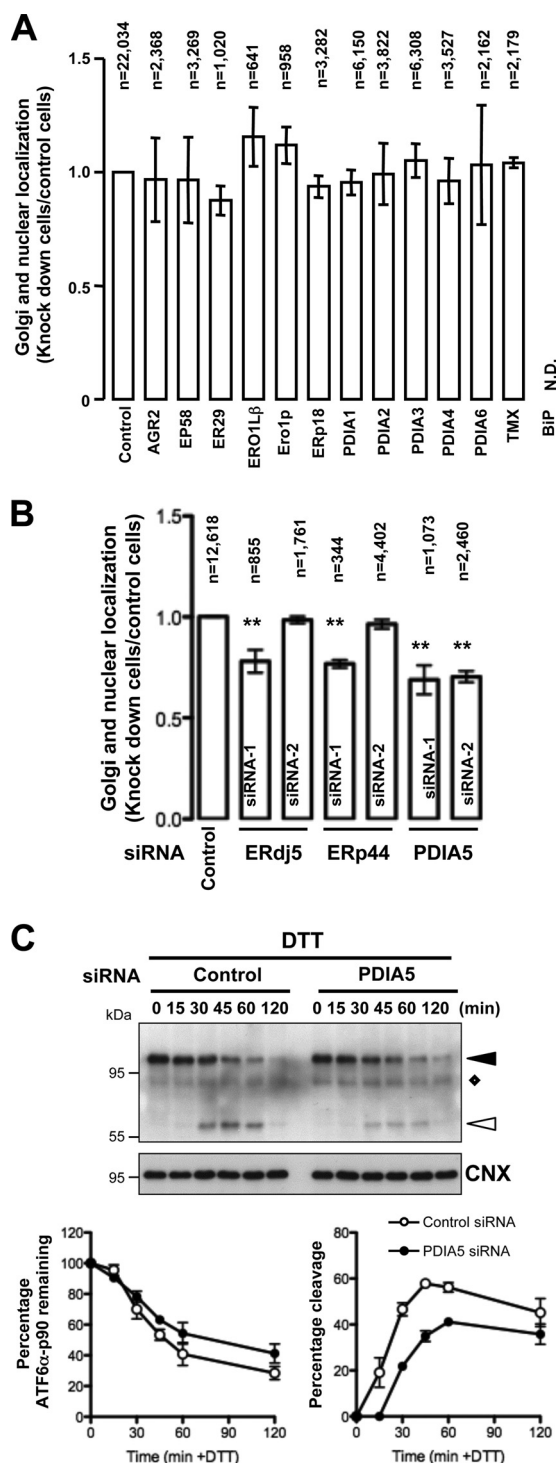 A
Golgi and nuclear localization
(Knock down cells/control cells)
1.5
1.0
0.5
0
n=22,034
n=2,368
n=3,269
n=1,020
n=641
n=958
n=3,282
n=6,150
n=3,822
n=6,308
n=3,527
n=2,162
n=2,179
N.D.
Control
AGR2
EP58
ER29
ERO1Lβ
Ero1p
ERp18
PDIA1
PDIA2
PDIA3
PDIA4
PDIA6
TMX
BiP
B
Golgi and nuclear localization
(Knock down cells/control cells)
1.5
1.0
0.5
0.0
n=12,618
n=855
n=1,761
n=344
n=4,402
n=1,073
n=2,460
** ** ** **
siRNA-1
siRNA-2
siRNA-1
siRNA-2
siRNA-1
siRNA-2
siRNA
Control
ERdj5 ERp44 PDIA5
C
DTT
siRNA Control PDIA5
0 15 30 45 60 120 0 15 30 45 60 120 (min)
kDa
95
55
95
CNX
Percentage
ATF6α-p90 remaining
120
100
80
60
40
20
0
0 30 60 90 120
Time (min +DTT)
Control siRNA
PDIA5 siRNA
Percentage cleavage
80
60
40
20
0
0 30 60 90 120
Time (min +DTT)